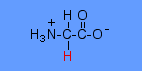 + H O
H₃N-C-C-O⁻
H